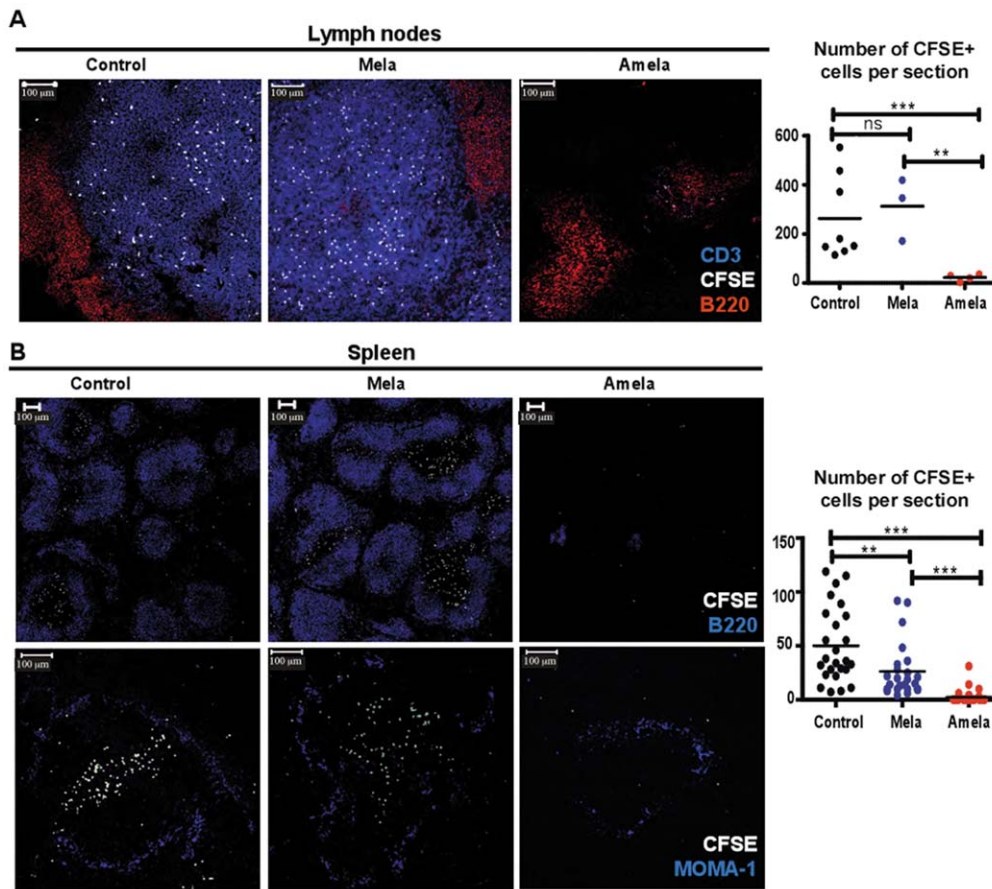 A
Lymph nodes
Control Mela Amela
100 µm 100 µm 100 µm
CD3
CFSE
B220
Number of CFSE+
cells per section
***
ns
**
600
400
200
0
Control Mela Amela
B
Spleen
Control Mela Amela
100 µm 100 µm 100 µm
CFSE
B220
100 µm 100 µm 100 µm
CFSE
MOMA-1
Number of CFSE+
cells per section
***
**
***
150
100
50
0
Control Mela Amela